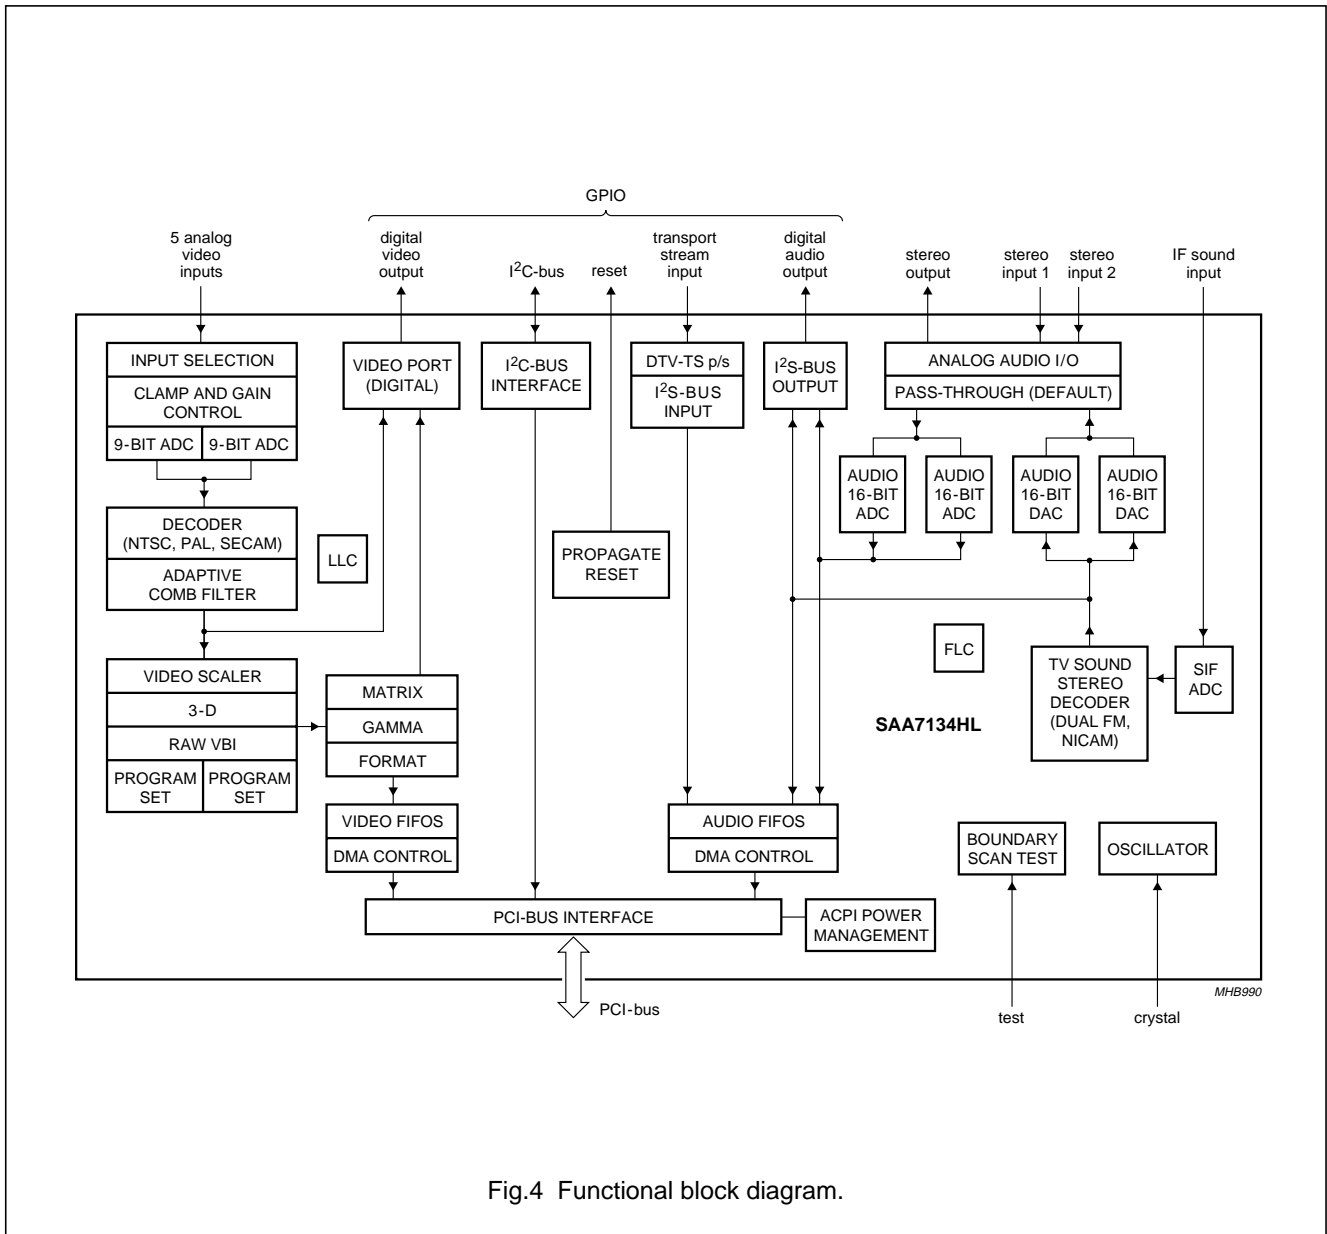 GPIO
5 analog
video
inputs
digital
video
output
I²C-bus
reset
transport
stream
input
digital
audio
output
stereo
output
stereo
input 1
stereo
input 2
IF sound
input
INPUT SELECTION
CLAMP AND GAIN
CONTROL
9-BIT ADC
9-BIT ADC
VIDEO PORT
(DIGITAL)
I²C-BUS
INTERFACE
DTV-TS p/s
I²S-BUS
INPUT
I²S-BUS
OUTPUT
ANALOG AUDIO I/O
PASS-THROUGH (DEFAULT)
AUDIO
16-BIT
ADC
AUDIO
16-BIT
ADC
AUDIO
16-BIT
DAC
AUDIO
16-BIT
DAC
DECODER
(NTSC, PAL, SECAM)
ADAPTIVE
COMB FILTER
LLC
PROPAGATE
RESET
FLC
TV SOUND
STEREO
DECODER
(DUAL FM,
NICAM)
SIF
ADC
SAA7134HL
VIDEO SCALER
3-D
RAW VBI
PROGRAM
SET
PROGRAM
SET
MATRIX
GAMMA
FORMAT
VIDEO FIFOS
DMA CONTROL
AUDIO FIFOS
DMA CONTROL
BOUNDARY
SCAN TEST
OSCILLATOR
PCI-BUS INTERFACE
ACPI POWER
MANAGEMENT
MHB990
PCI-bus
test
crystal
Fig.4 Functional block diagram.